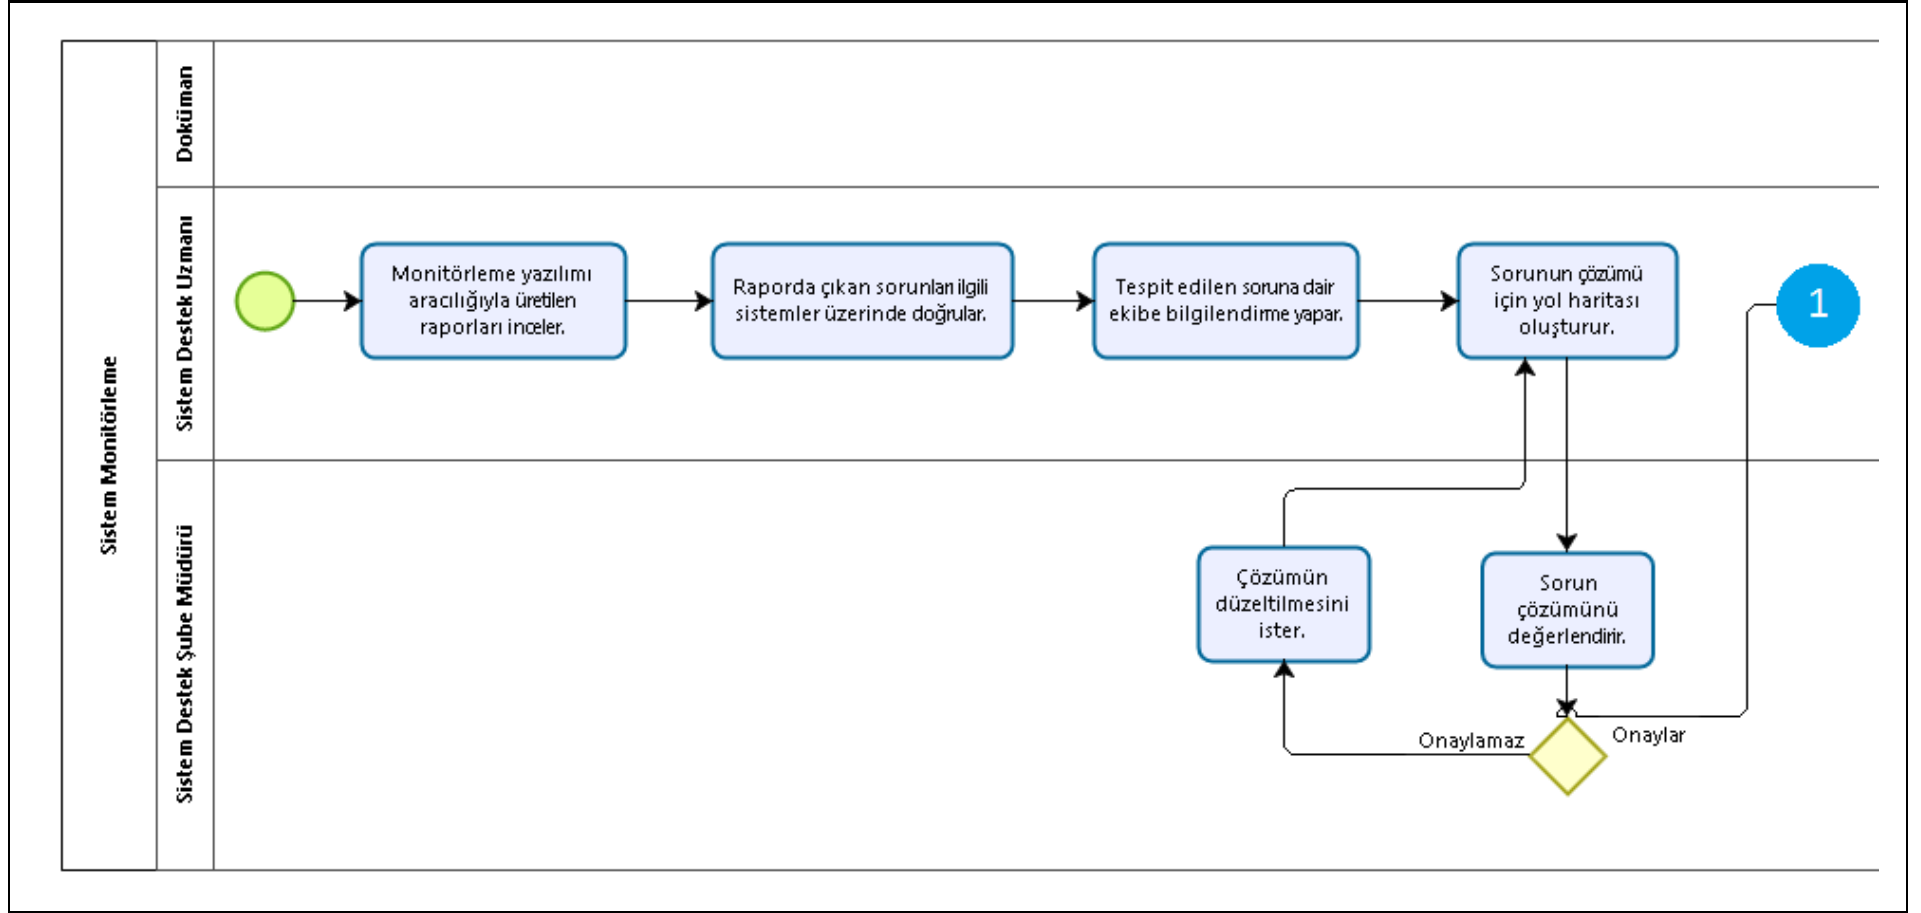 Sistem Monitörleme
Doküman
Sistem Destek Uzmanı
Sistem Destek Şube Müdürü
Monitörleme yazılımı
aracılığıyla üretilen
raporları inceler.
Raporda çıkan sorunları ilgili
sistemler üzerinde doğrular.
Tespit edilen soruna dair
ekibe bilgilendirme yapar.
Sorunun çözümü
için yol haritası
oluşturur.
1
Çözümün
düzeltilmesini
ister.
Sorun
çözümünü
değerlendirir.
Onaylamaz
Onaylar